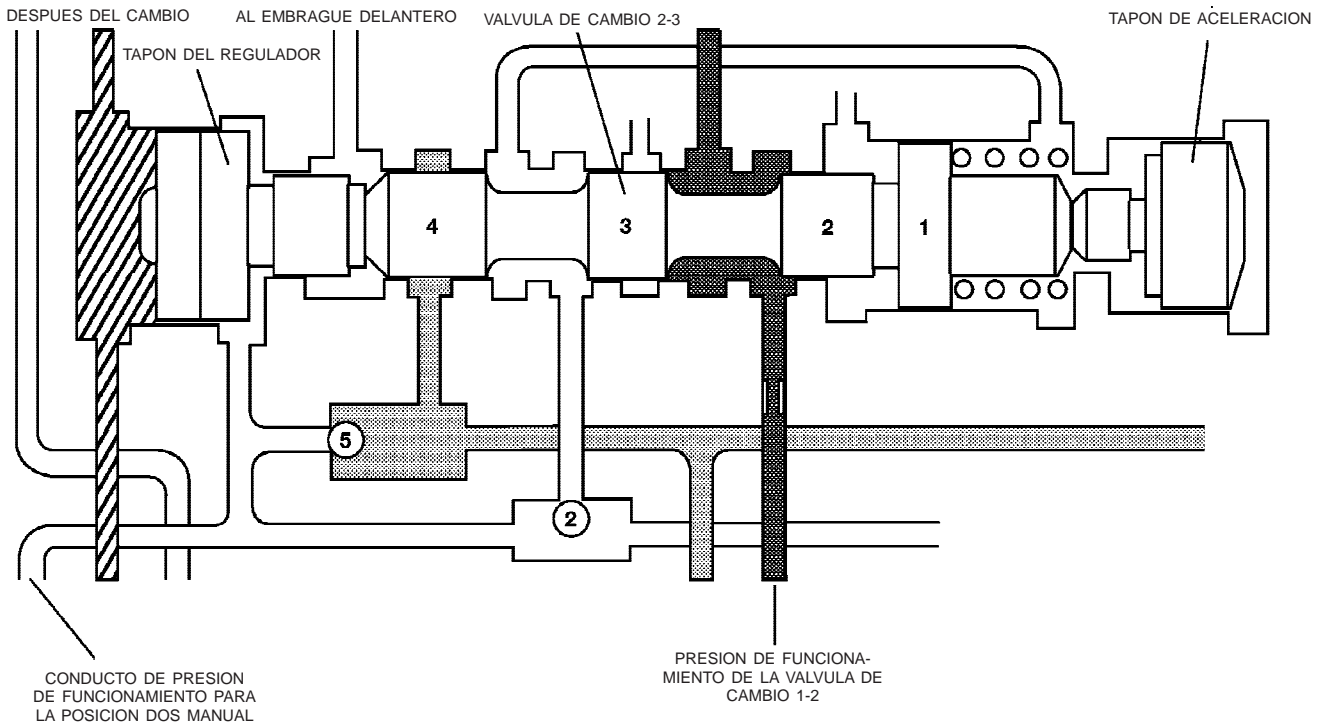 DESPUES DEL CAMBIO
AL EMBRAGUE DELANTERO
VALVULA DE CAMBIO 2-3
TAPON DE ACELERACION
TAPON DEL REGULADOR
4
3
2
1
5
2
CONDUCTO DE PRESION
DE FUNCIONAMIENTO PARA
LA POSICION DOS MANUAL
PRESION DE FUNCIONA-
MIENTO DE LA VALVULA DE
CAMBIO 1-2